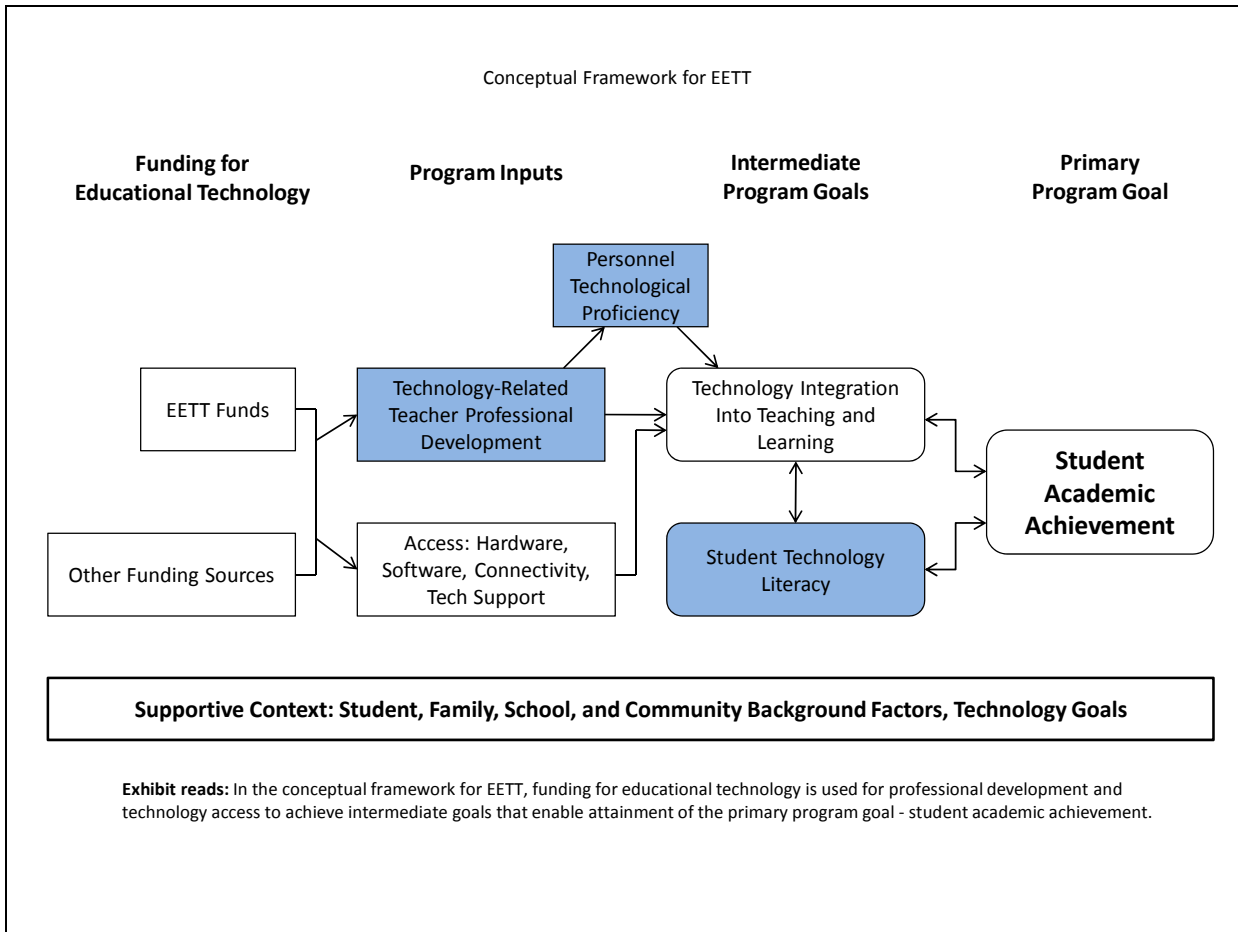 Conceptual Framework for EETT
Funding for
Educational Technology
Program Inputs
Intermediate
Program Goals
Primary
Program Goal
Personnel
Technological
Proficiency
EETT Funds
Technology-Related
Teacher Professional
Development
Technology Integration
Into Teaching and
Learning
Student
Academic
Achievement
Other Funding Sources
Access: Hardware,
Software, Connectivity,
Tech Support
Student Technology
Literacy
Supportive Context: Student, Family, School, and Community Background Factors, Technology Goals
Exhibit reads: In the conceptual framework for EETT, funding for educational technology is used for professional development and
technology access to achieve intermediate goals that enable attainment of the primary program goal - student academic achievement.